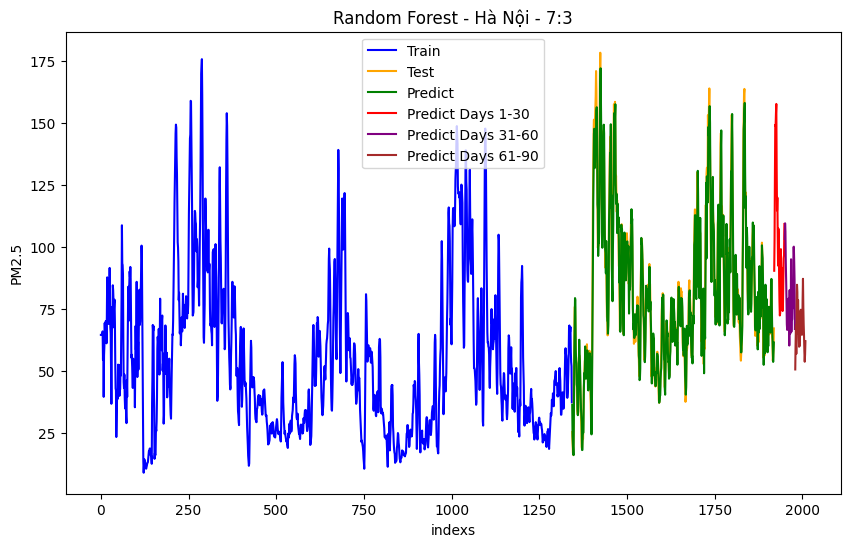 Random Forest - Hà Nội - 7:3
Train
Test
Predict
Predict Days 1-30
Predict Days 31-60
Predict Days 61-90
PM2.5
175
150
125
100
75
50
25
0
250
500
750
1000
1250
1500
1750
2000
indexs